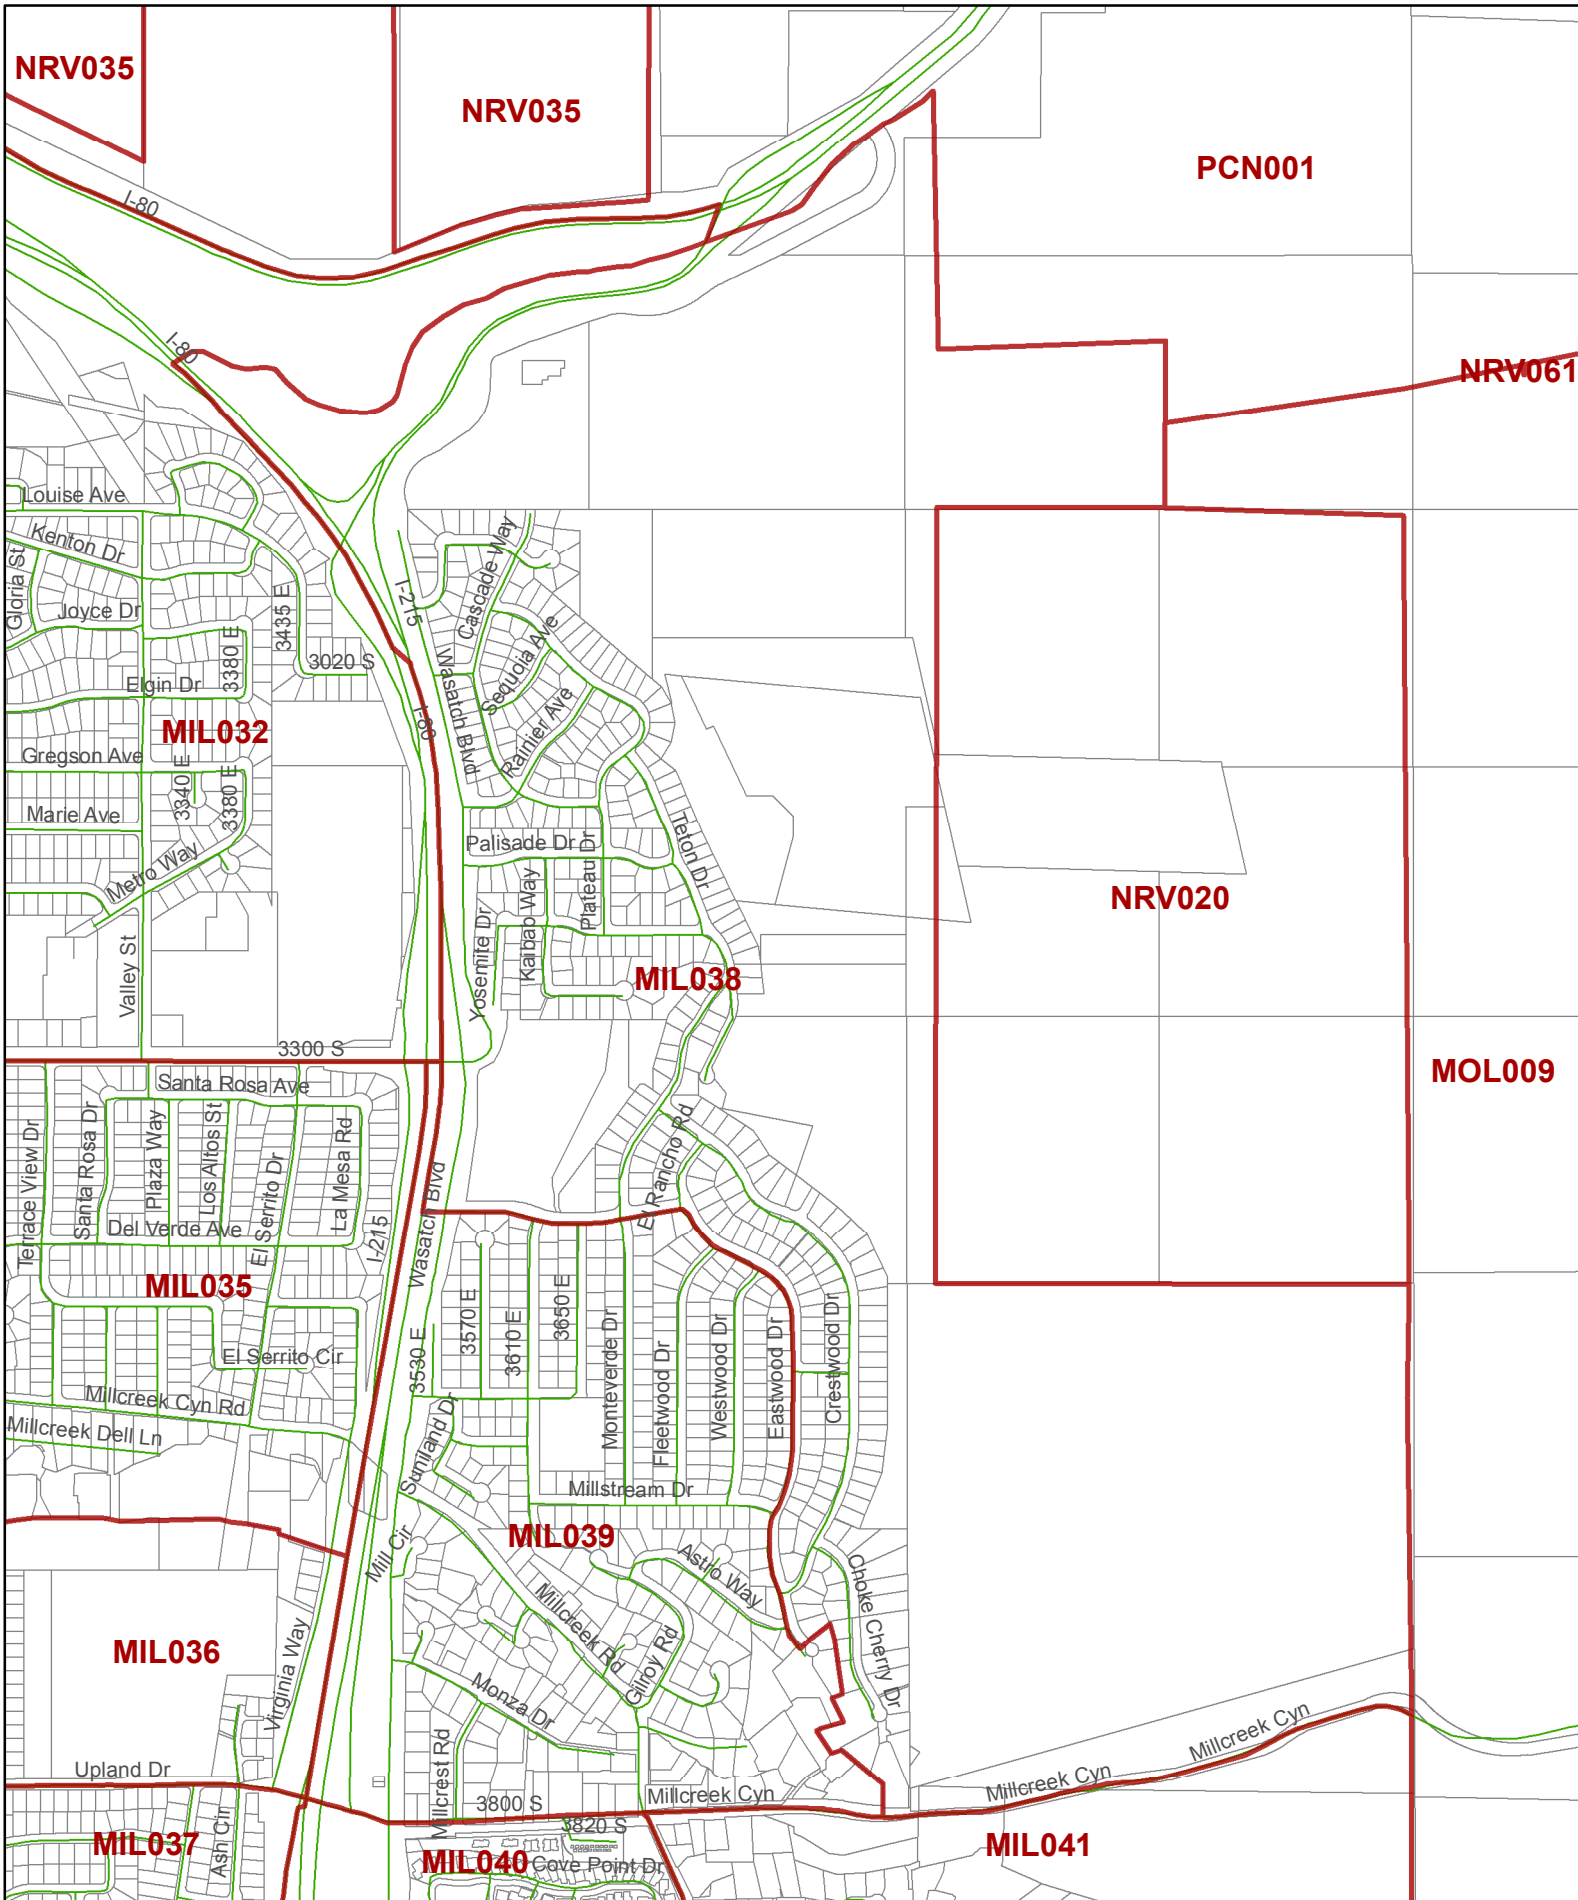 NRV035
NRV035
PCN001
I-80
I-80
NRV061
Louise Ave
Kenton Dr
Cascade Way
Gloria St
Joyce Dr
3435 E
I-215
3380 E
3020 S
Sequoia Ave
Elgin Dr
Wasatch Blvd
I-80
Rainier Ave
MIL032
Gregson Ave
3340 E
3380 E
Marie Ave
Metro Way
Palisade Dr
Plateau Dr
Teton Dr
Kaibab Way
Yosemite Dr
NRV020
Valley St
MIL038
3300 S
Santa Rosa Ave
MOL009
Terrace View Dr
Santa Rosa Dr
Plaza Way
Los Altos St
El Serrito Dr
La Mesa Rd
El Rancho Rd
Wasatch Blvd
Del Verde Ave
I-215
MIL035
3570 E
3610 E
3650 E
3530 E
Monteverde Dr
Fleetwood Dr
Westwood Dr
Eastwood Dr
Crestwood Dr
El Serrito Cir
Millcreek Cyn Rd
Millcreek Dell Ln
Suniland Dr
Millstream Dr
MIL039
Mill Cir
Astro Way
Choke Cherry Dr
Millcreek Rd
Gilroy Rd
MIL036
Virginia Way
Monza Dr
Millcreek Cyn
Upland Dr
Millcrest Rd
Millcreek Cyn
Millcreek Cyn
3800 S
3820 S
MIL037
Ash Cir
MIL040
Cove Point Dr
MIL041